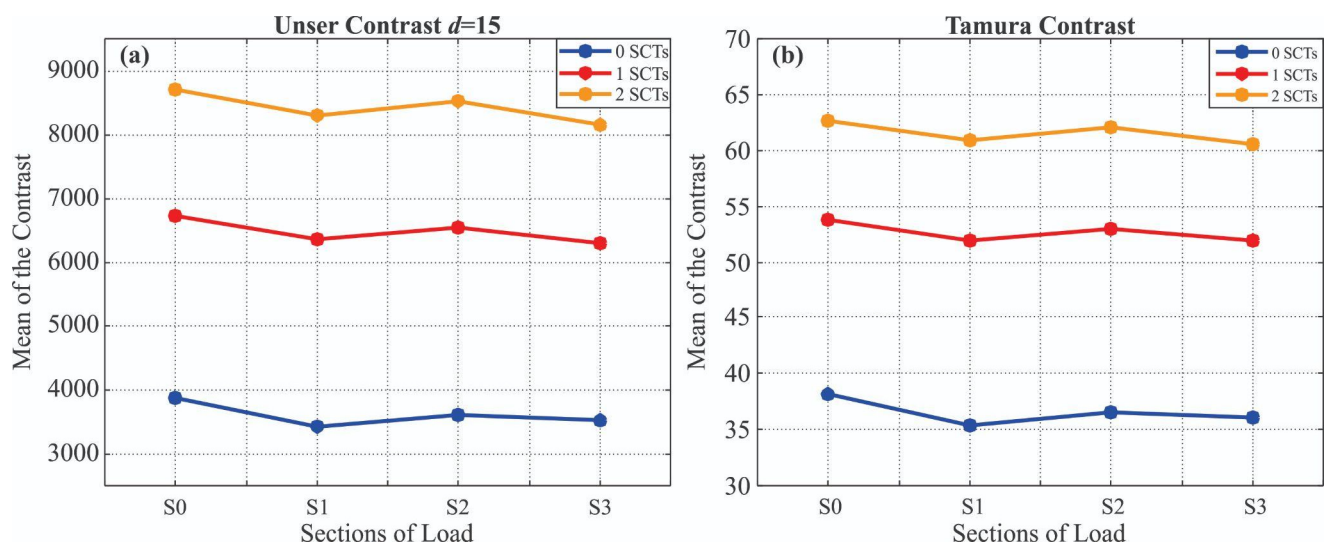 Unser Contrast d=15
(a)
0 SCTs
1 SCTs
2 SCTs
Mean of the Contrast
9000
8000
7000
6000
5000
4000
3000
S0 S1 S2 S3
Sections of Load
Tamura Contrast
(b)
0 SCTs
1 SCTs
2 SCTs
Mean of the Contrast
70
65
60
55
50
45
40
35
30
S0 S1 S2 S3
Sections of Load